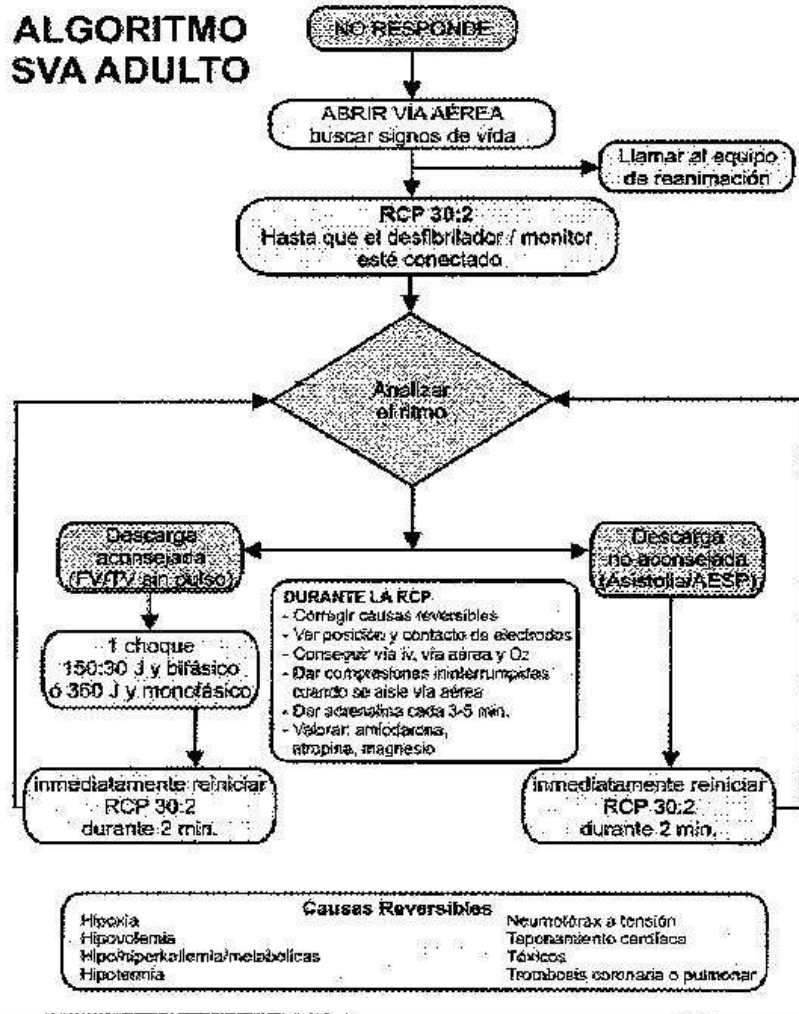 ALGORITMO
SVA ADULTO
NO RESPONDE
ABRIR VÍA AÉREA
buscar signos de vida
Llamar al equipo
de reanimación
RCP 30:2
Hasta que el desfibrilador / monitor
esté conectado
Analizar
el ritmo
Descarga
aconsejada
(FV/TV sin pulso)
Descarga
no aconsejada
(Asistolia/AESP)
1 choque
150:30 J y bifásico
ó 360 J y monofásico
DURANTE LA RCP
- Corregir causas reversibles
- Ver posición y contacto de electrodos
- Conseguir vía iv, vía aérea y O2
- Dar compresiones ininterrumpidas
cuando se aisle vía aérea
- Dar adrenalina cada 3-5 min.
- Valorar: amiodarona,
atropina, magnesio
inmediatamente reiniciar
RCP 30:2
durante 2 min.
inmediatamente reiniciar
RCP 30:2
durante 2 min.
Causas Reversibles
Hipoxia
Hipovolemia
Hipo/hiperkaliemia/metabólicas
Hipotermia
Neumotórax a tensión
Taponamiento cardíaca
Tóxicos
Trombosis coronaria o pulmonar